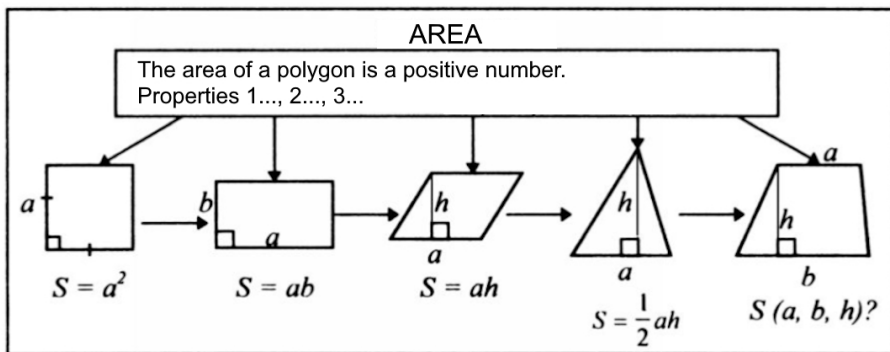 AREA
The area of a polygon is a positive number.
Properties 1..., 2..., 3...
a
b
a
h
a
h
a
a
h
b
S = a²
S = ab
S = ah
S = 1/2 ah
S (a, b, h)?